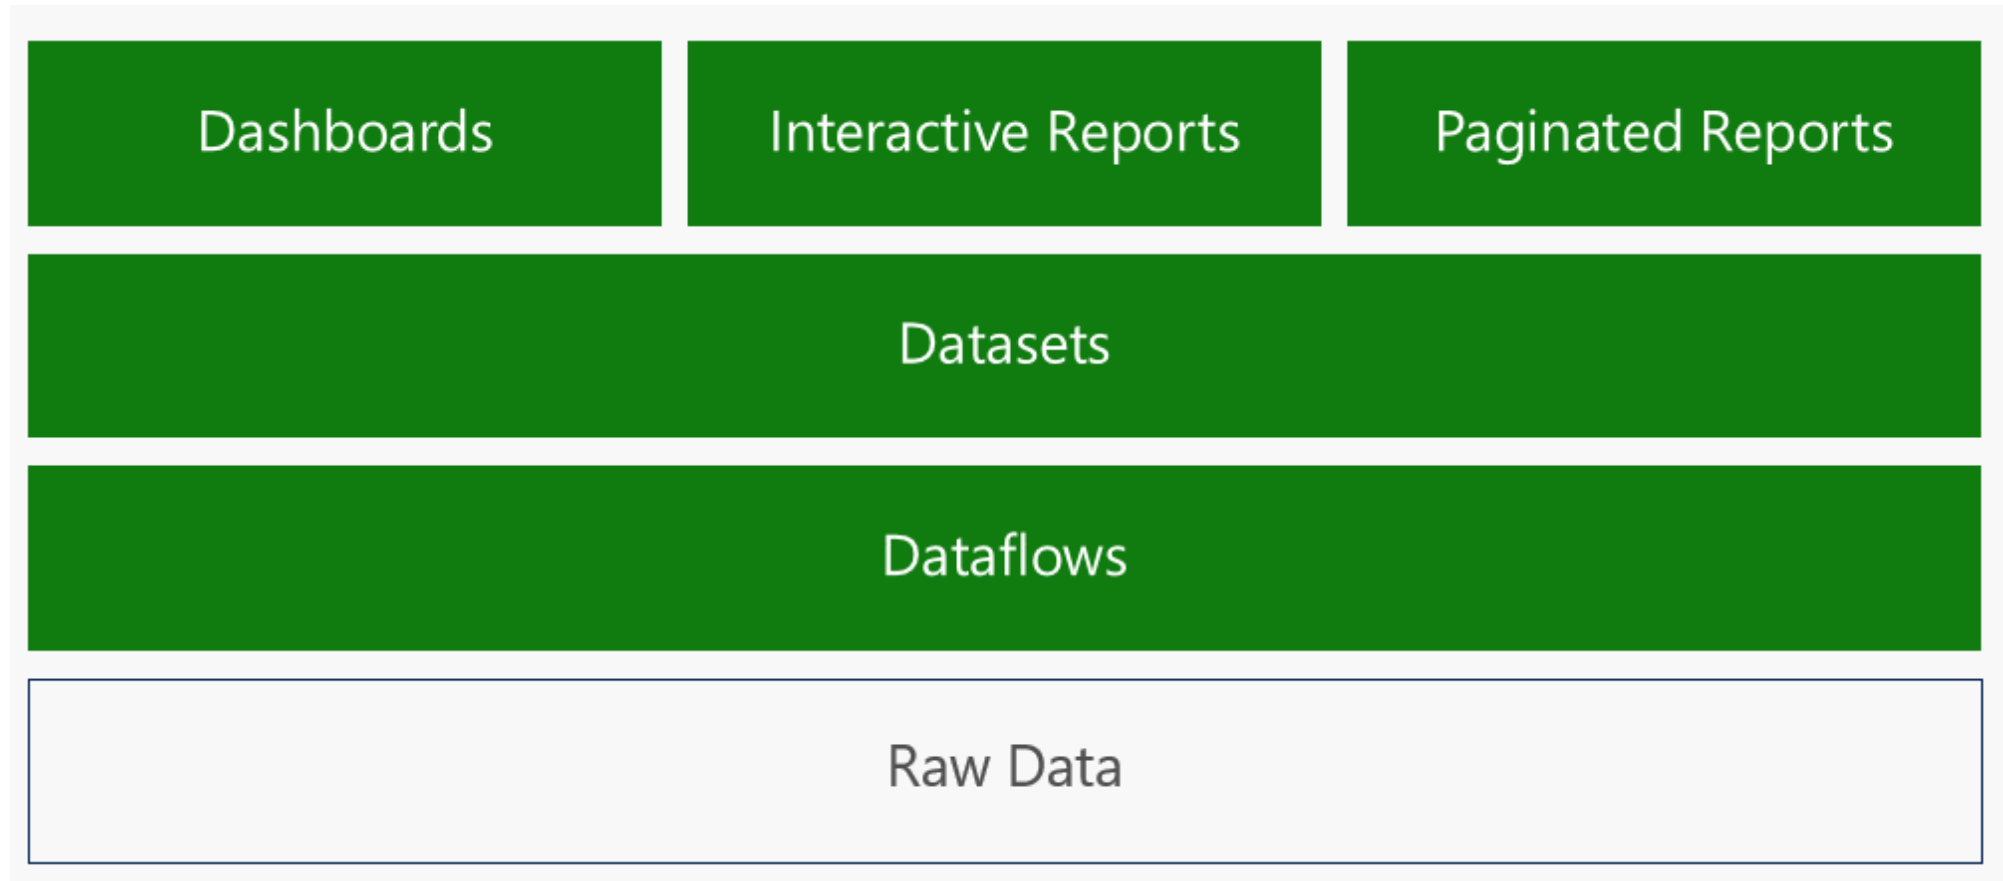 Dashboards
Interactive Reports
Paginated Reports
Datasets
Dataflows
Raw Data